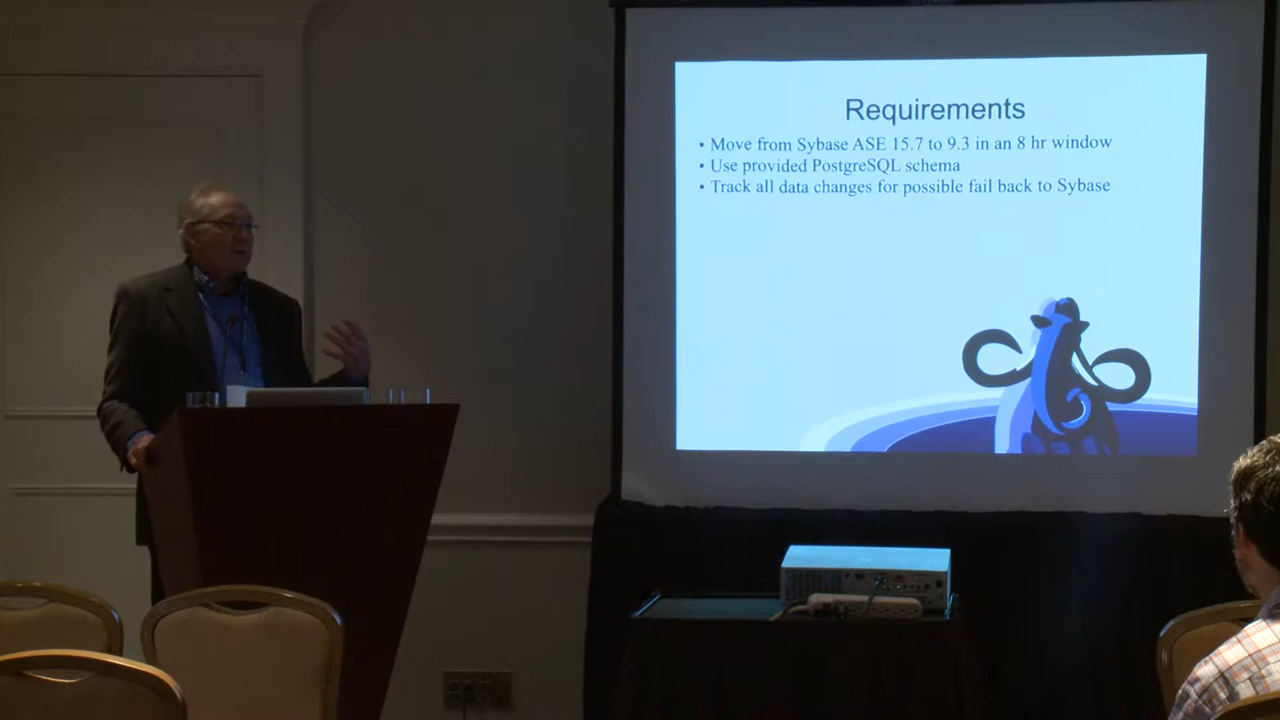 Requirements
• Move from Sybase ASE 15.7 to 9.3 in an 8 hr window
• Use provided PostgreSQL schema
• Track all data changes for possible fail back to Sybase